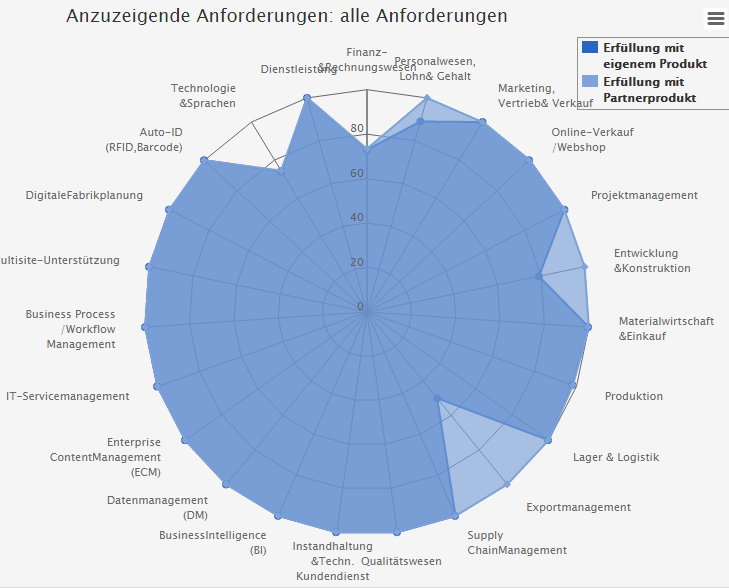 Anzuzeigende Anforderungen: alle Anforderungen
Erfüllung mit
eigenem Produkt
Erfüllung mit
Partnerprodukt
Finanz-
&Rechnungswesen
Personalwesen,
Lohn& Gehalt
Marketing,
Vertrieb& Verkauf
Online-Verkauf
/Webshop
Projektmanagement
Entwicklung
&Konstruktion
Materialwirtschaft
&Einkauf
Produktion
Lager & Logistik
Exportmanagement
Supply
ChainManagement
Qualitätswesen
Instandhaltung
&Techn.
Kundendienst
BusinessIntelligence
(BI)
Datenmanagement
(DM)
Enterprise
ContentManagement
(ECM)
IT-Servicemanagement
Business Process
/Workflow
Management
ultisite-Unterstützung
DigitaleFabrikplanung
Auto-ID
(RFID,Barcode)
Technologie
&Sprachen
Dienstleistung
80
60
40
20
0